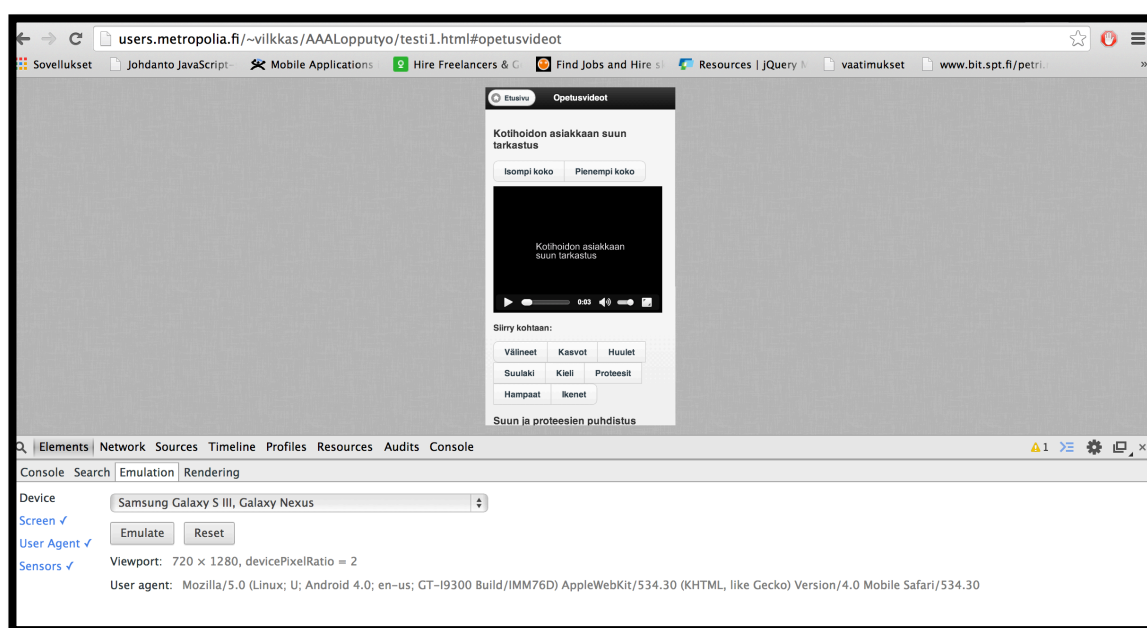 users.metropolia.fi/~vilkkas/AAALopputyo/testi1.html#opetusvideot
Sovellukset Johdanto JavaScript- Mobile Applications Hire Freelancers & G Find Jobs and Hire sk Resources | jQuery M vaatimukset www.bit.spt.fi/petri. »
Etusivu Opetusvideot
Kotihoidon asiakkaan suun
tarkastus
Isompi koko Pienempi koko
Kotihoidon asiakkaan
suun tarkastus
0:03
Siirry kohtaan:
Välineet Kasvot Huulet
Suulaki Kieli Proteesit
Hampaat Ikenet
Suun ja proteesien puhdistus
Elements Network Sources Timeline Profiles Resources Audits Console 1
Console Search Emulation Rendering
Device Samsung Galaxy S III, Galaxy Nexus
Screen ✓
Emulate Reset
User Agent ✓
Viewport: 720 × 1280, devicePixelRatio = 2
Sensors ✓
User agent: Mozilla/5.0 (Linux; U; Android 4.0; en-us; GT-I9300 Build/IMM76D) AppleWebKit/534.30 (KHTML, like Gecko) Version/4.0 Mobile Safari/534.30